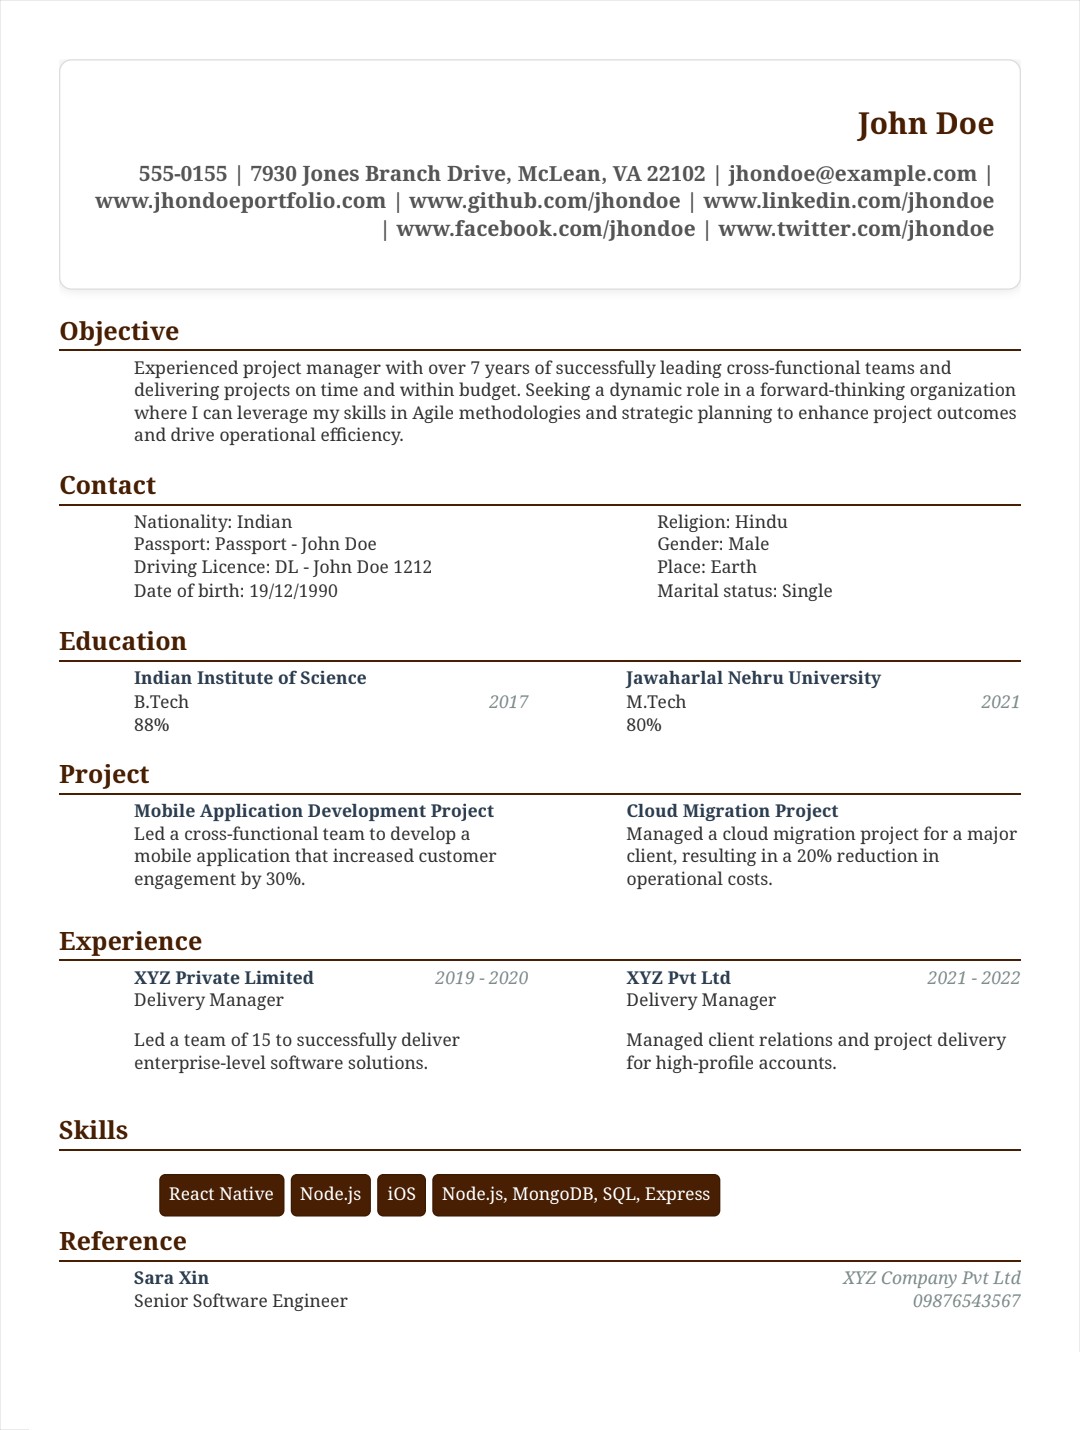 John Doe
555-0155 | 7930 Jones Branch Drive, McLean, VA 22102 | jhondoe@example.com |
www.jhondoeportfolio.com | www.github.com/jhondoe | www.linkedin.com/jhondoe
| www.facebook.com/jhondoe | www.twitter.com/jhondoe
Objective
Experienced project manager with over 7 years of successfully leading cross-functional teams and
delivering projects on time and within budget. Seeking a dynamic role in a forward-thinking organization
where I can leverage my skills in Agile methodologies and strategic planning to enhance project outcomes
and drive operational efficiency.
Contact
Nationality: Indian
Passport: Passport - John Doe
Driving Licence: DL - John Doe 1212
Date of birth: 19/12/1990
Religion: Hindu
Gender: Male
Place: Earth
Marital status: Single
Education
Indian Institute of Science
B.Tech 2017
88%
Jawaharlal Nehru University
M.Tech 2021
80%
Project
Mobile Application Development Project
Led a cross-functional team to develop a
mobile application that increased customer
engagement by 30%.
Cloud Migration Project
Managed a cloud migration project for a major
client, resulting in a 20% reduction in
operational costs.
Experience
XYZ Private Limited 2019 - 2020
Delivery Manager
Led a team of 15 to successfully deliver
enterprise-level software solutions.
XYZ Pvt Ltd 2021 - 2022
Delivery Manager
Managed client relations and project delivery
for high-profile accounts.
Skills
React Native Node.js iOS Node.js, MongoDB, SQL, Express
Reference
Sara Xin XYZ Company Pvt Ltd
Senior Software Engineer 09876543567